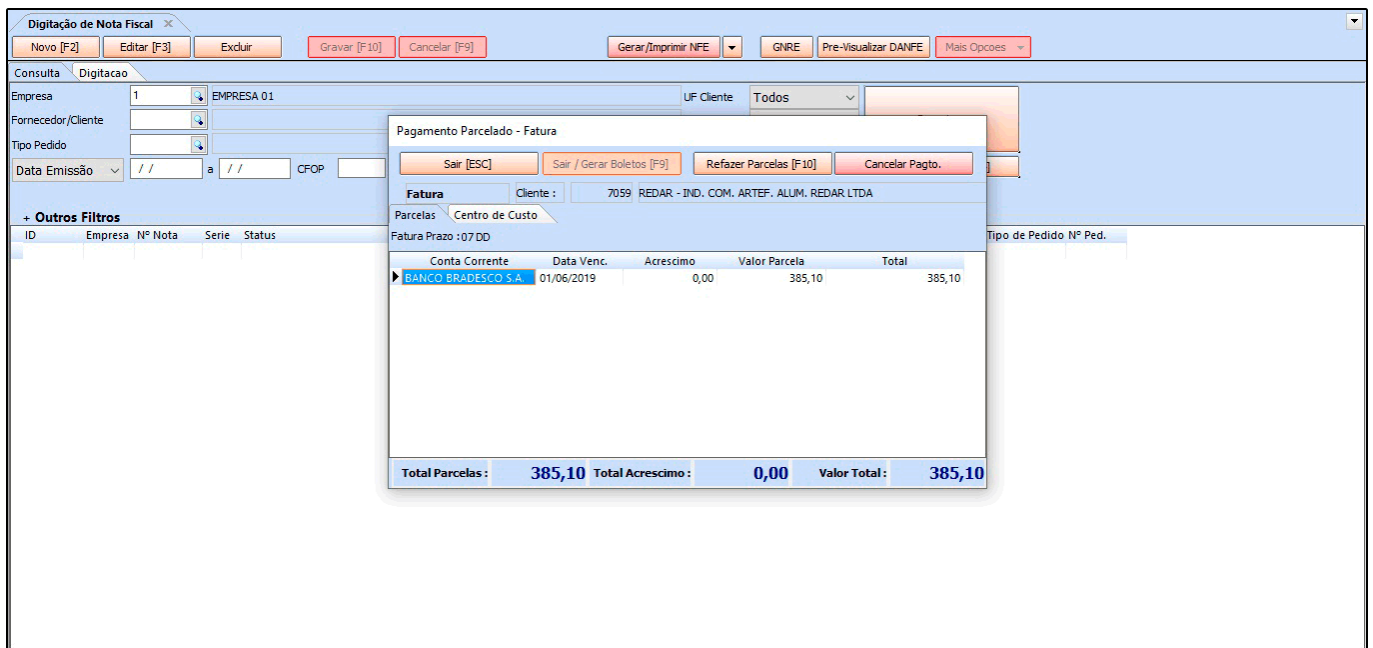 Digitação de Nota Fiscal
Novo [F2] Editar [F3] Excluir Gravar [F10] Cancelar [F9] Gerar/Imprimir NFE GNRE Pre-Visualizar DANFE Mais Opcoes
Consulta Digitacao
Empresa 1 EMPRESA 01 UF Cliente Todos
Fornecedor/Cliente
Tipo Pedido
Data Emissão / / a / / CFOP
+ Outros Filtros
ID Empresa Nº Nota Serie Status Tipo de Pedido Nº Ped.
Pagamento Parcelado - Fatura
Sair [ESC] Sair / Gerar Boletos [F9] Refazer Parcelas [F10] Cancelar Pagto.
Fatura Cliente : 7059 REDAR - IND. COM. ARTEF. ALUM. REDAR LTDA
Parcelas Centro de Custo
Fatura Prazo : 07 DD
Conta Corrente Data Venc. Acrescimo Valor Parcela Total
BANCO BRADESCO S.A. 01/06/2019 0,00 385,10 385,10
Total Parcelas : 385,10 Total Acrescimo : 0,00 Valor Total : 385,10